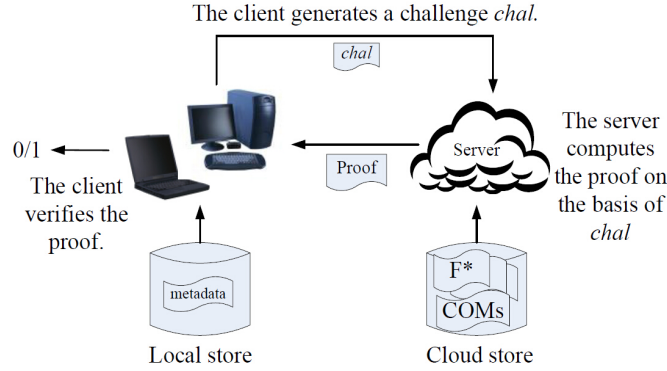 The client generates a challenge chal.
chal
0/1
The client
verifies the
proof.
Proof
Server
The server
computes
the proof on
the basis of
chal
metadata
F*
COMs
Local store
Cloud store